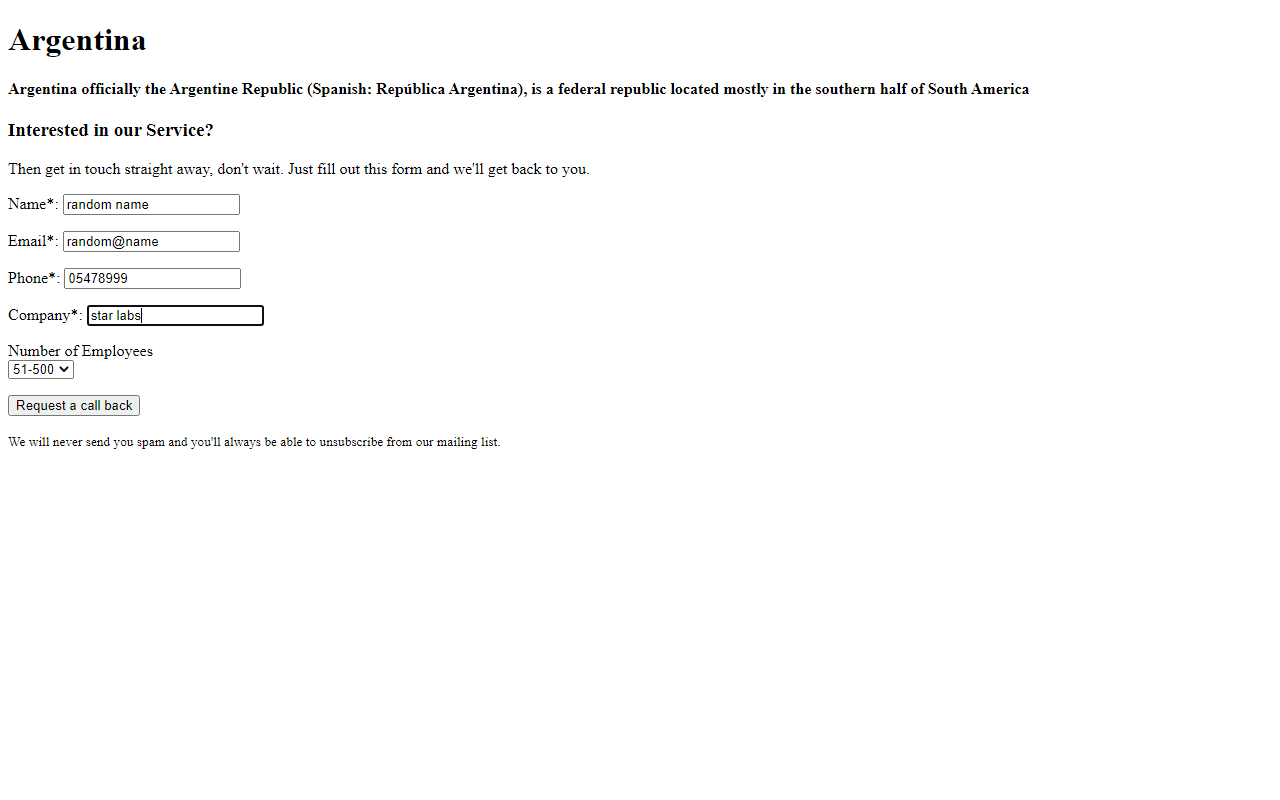 Argentina
Argentina officially the Argentine Republic (Spanish: República Argentina), is a federal republic located mostly in the southern half of South America
Interested in our Service?
Then get in touch straight away, don't wait. Just fill out this form and we'll get back to you.
Name*: random name
Email*: random@name
Phone*: 05478999
Company*: star labs
Number of Employees
51-500
Request a call back
We will never send you spam and you'll always be able to unsubscribe from our mailing list.